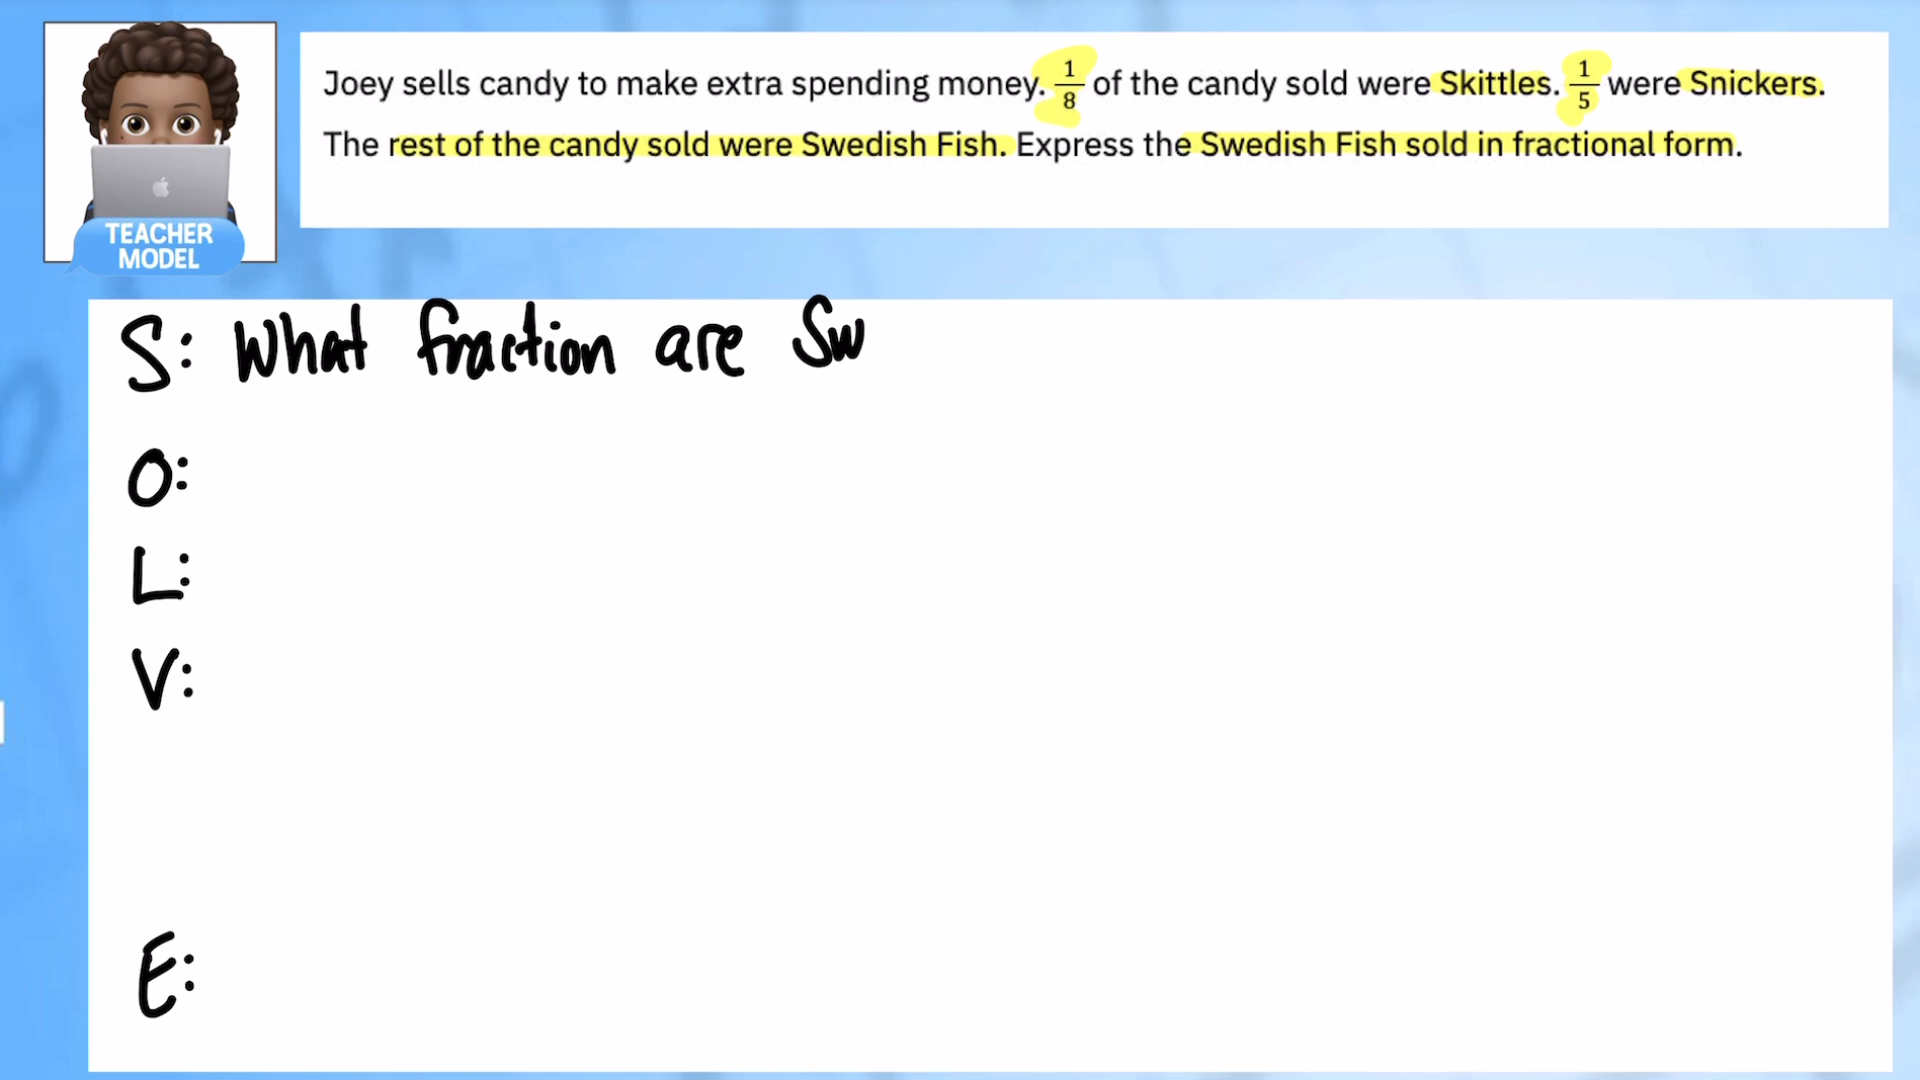 Joey sells candy to make extra spending money. 1/8 of the candy sold were Skittles. 1/5 were Snickers.
The rest of the candy sold were Swedish Fish. Express the Swedish Fish sold in fractional form.
TEACHER
MODEL
S: What fraction are Sw
O:
L:
V:
E: